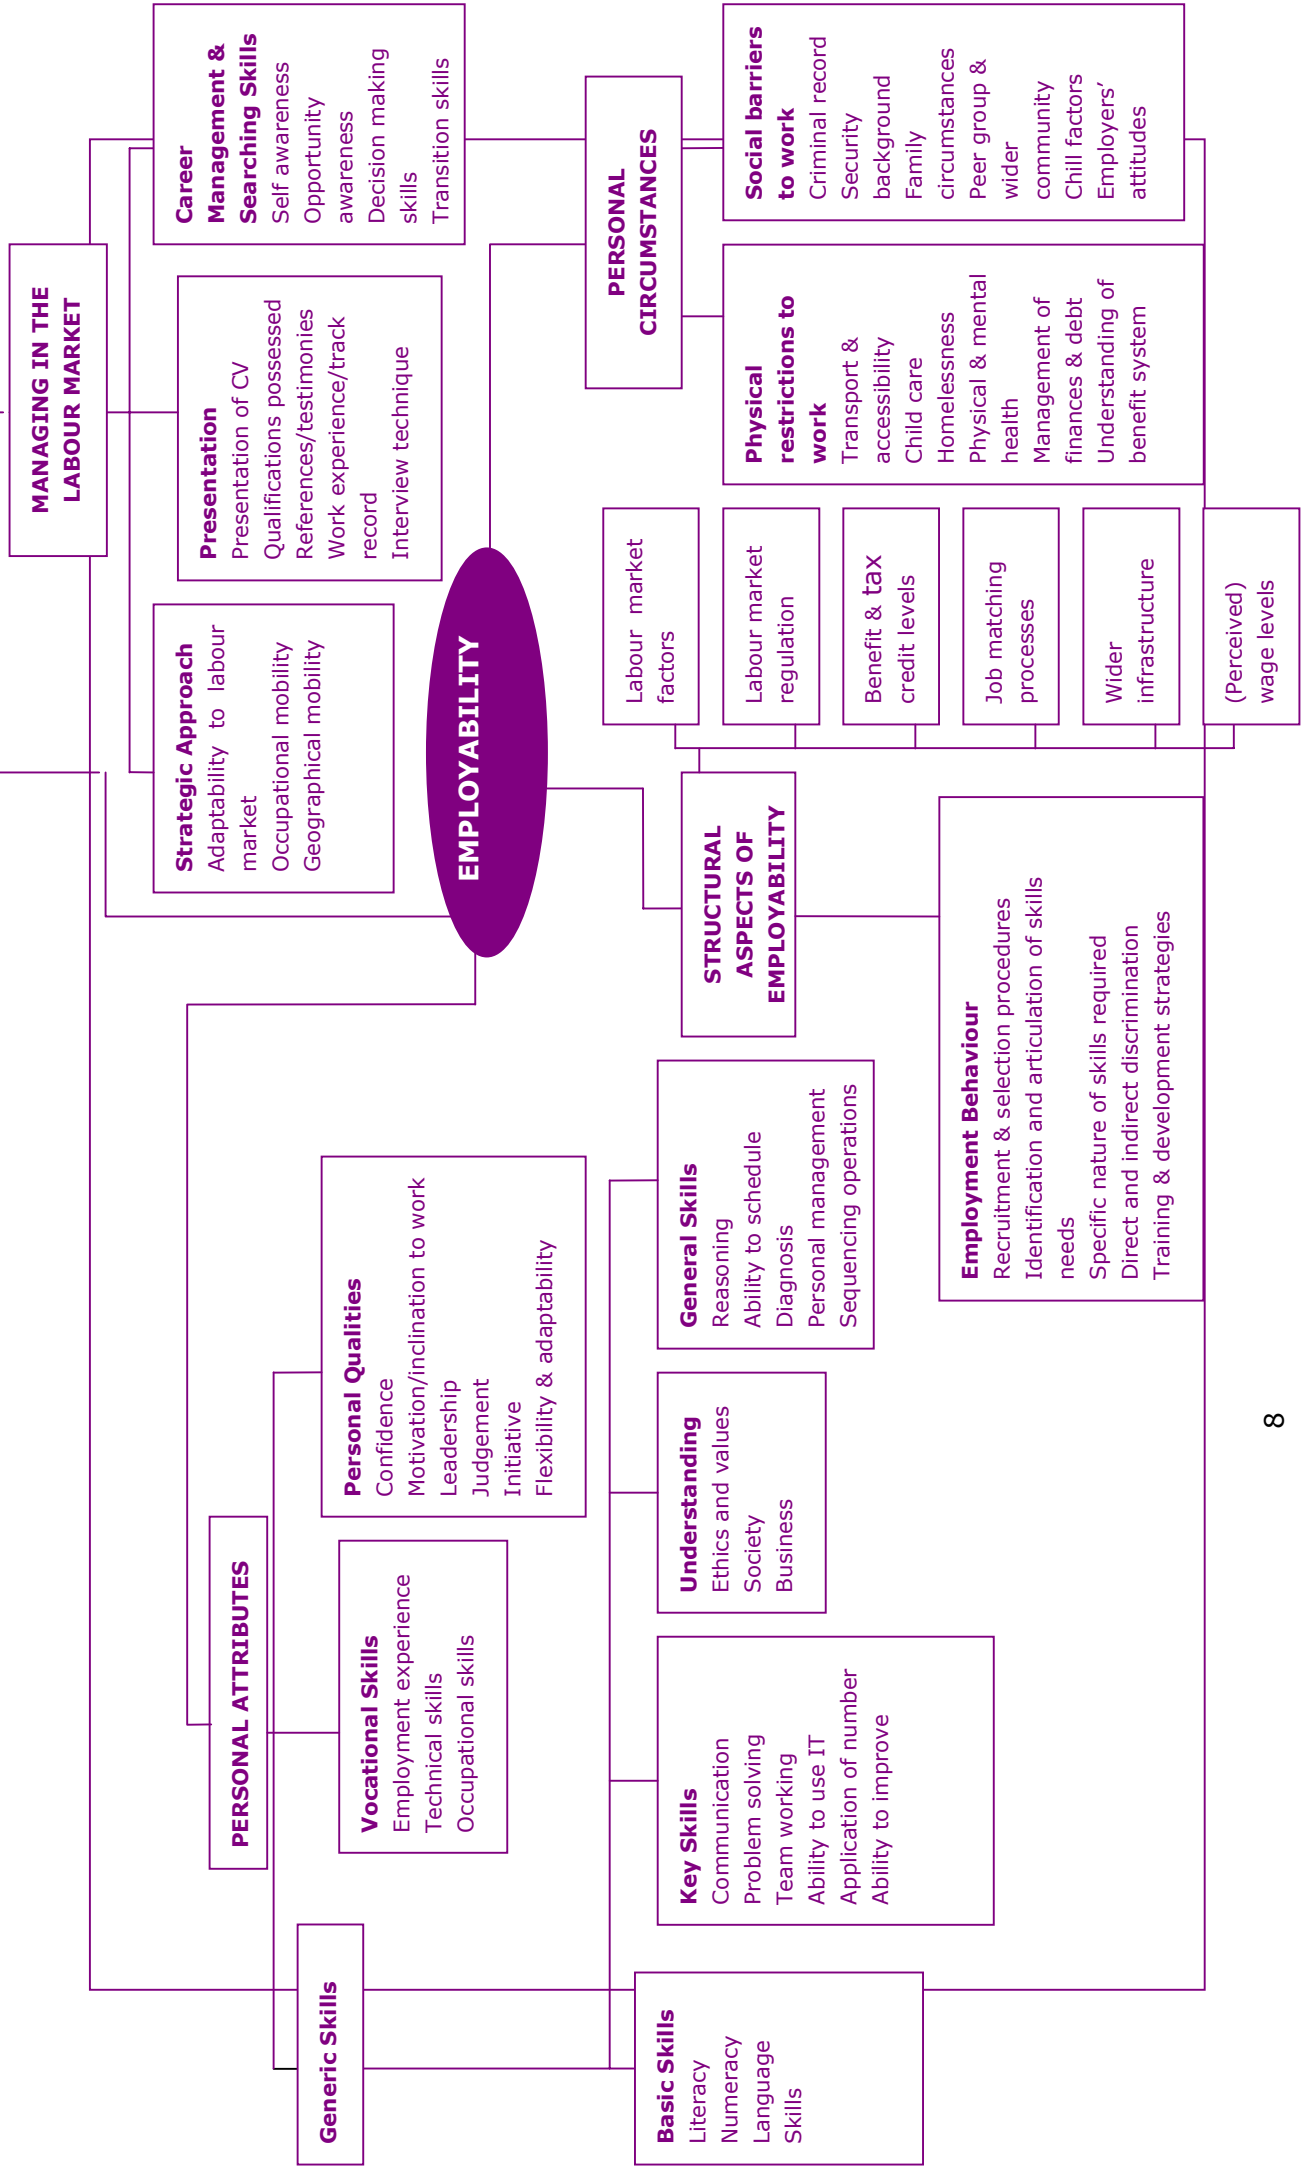 MANAGING IN THE
LABOUR MARKET
Strategic Approach
Adaptability to labour
market
Occupational mobility
Geographical mobility
Presentation
Presentation of CV
Qualifications possessed
References/testimonies
Work experience/track
record
Interview technique
Career
Management &
Searching Skills
Self awareness
Opportunity
awareness
Decision making
skills
Transition skills
PERSONAL ATTRIBUTES
Generic Skills
Vocational Skills
Employment experience
Technical skills
Occupational skills
Personal Qualities
Confidence
Motivation/inclination to work
Leadership
Judgement
Initiative
Flexibility & adaptability
EMPLOYABILITY
PERSONAL
CIRCUMSTANCES
Basic Skills
Literacy
Numeracy
Language
Skills
Key Skills
Communication
Problem solving
Team working
Ability to use IT
Application of number
Ability to improve
Understanding
Ethics and values
Society
Business
General Skills
Reasoning
Ability to schedule
Diagnosis
Personal management
Sequencing operations
STRUCTURAL
ASPECTS OF
EMPLOYABILITY
Labour market
factors
Labour market
regulation
Benefit & tax
credit levels
Job matching
processes
Wider
infrastructure
(Perceived)
wage levels
Physical
restrictions to
work
Transport &
accessibility
Child care
Homelessness
Physical & mental
health
Management of
finances & debt
Understanding of
benefit system
Social barriers
to work
Criminal record
Security
background
Family
circumstances
Peer group &
wider
community
Chill factors
Employers’
attitudes
Employment Behaviour
Recruitment & selection procedures
Identification and articulation of skills
needs
Specific nature of skills required
Direct and indirect discrimination
Training & development strategies
8